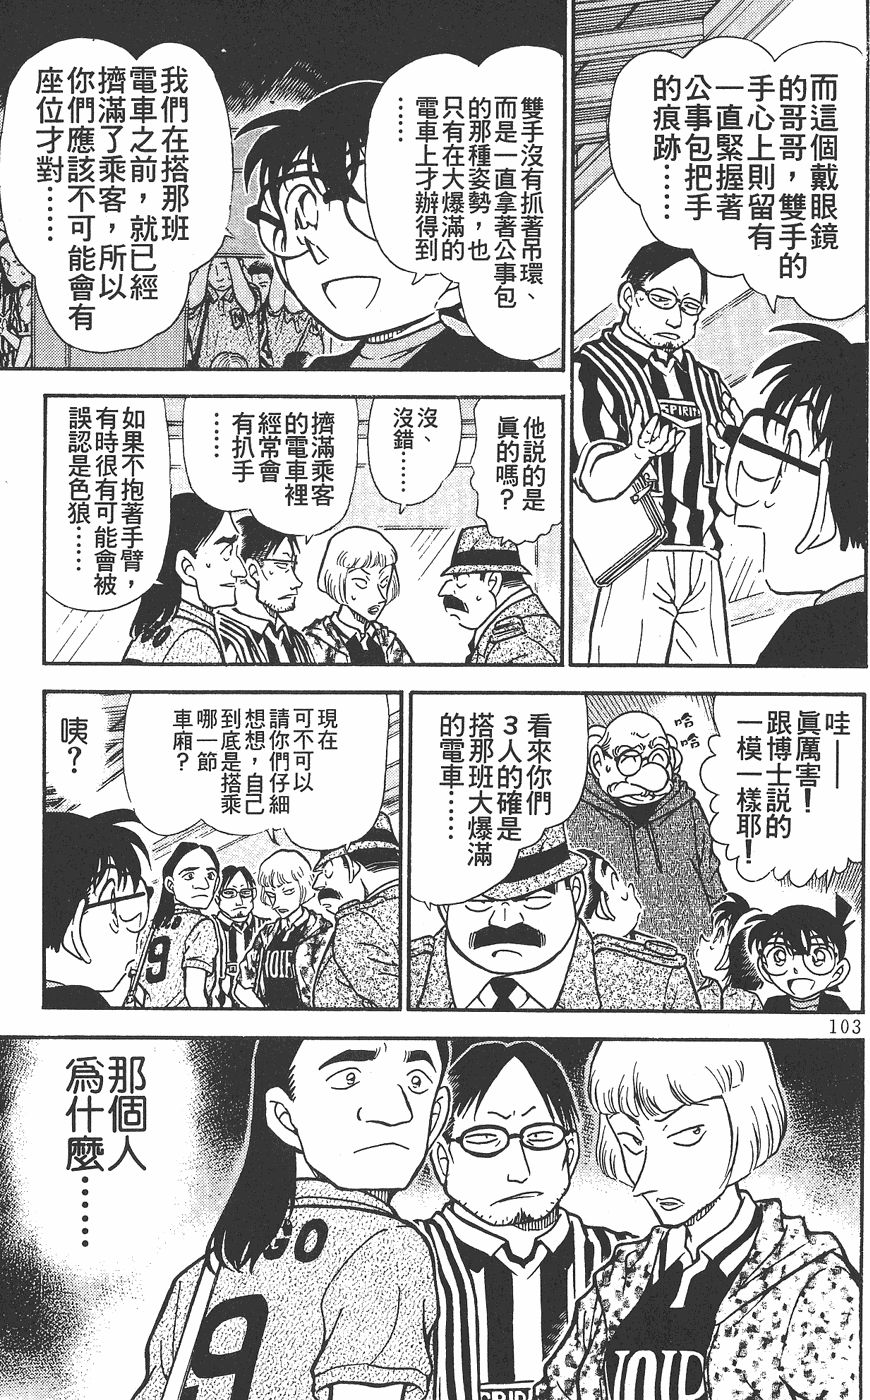 而這個戴眼鏡
的哥哥，雙手的
手心上則留有
一直緊握著
公事包把手
的痕跡……
SPIRIT
雙手沒有抓著吊環、
而是一直拿著公事包
的那種姿勢，也
只有在大爆滿的
電車上才辦得到
……
我們在搭那班
電車之前，就已經
擠滿了乘客，所以
你們應該不可能會有
座位才對……
他說的是
眞的嗎？
沒、
沒錯……
擠滿乘客
的電車裡
經常會
有扒手
……
如果不抱著手臂，
有時很有可能會被
誤認是色狼……
哇——
眞厲害！
跟博士說的
一模一樣耶！
哈
哈
看來你們
3人的確是
搭那班大爆滿
的電車……
現在
可不可以
請你們仔細
想想，自己
到底是搭乘
哪一節
車廂？
咦？
GO
9
VOID
103
那個人
爲什麼……
GO
9
SPIRIT
VOID